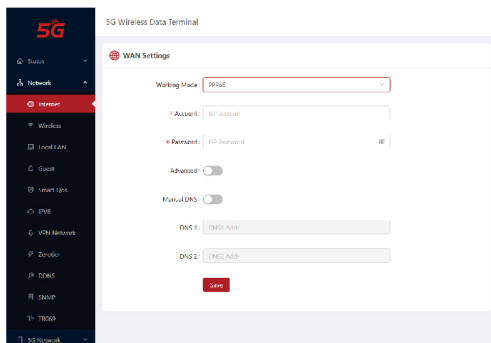 5G
5G Wireless Data Terminal
Status
Network
Internet
Wireless
Local LAN
Guest
Smart Qos
IPV6
VPN Network
Zerotier
DDNS
SNMP
TR069
5G Network
WAN Settings
Working Mode : PPPoE
* Account : ISP account
* Password : ISP Password
Advanced :
Manual DNS :
DNS 1 : DNS1 Addr
DNS 2 : DNS2 Addr
Save